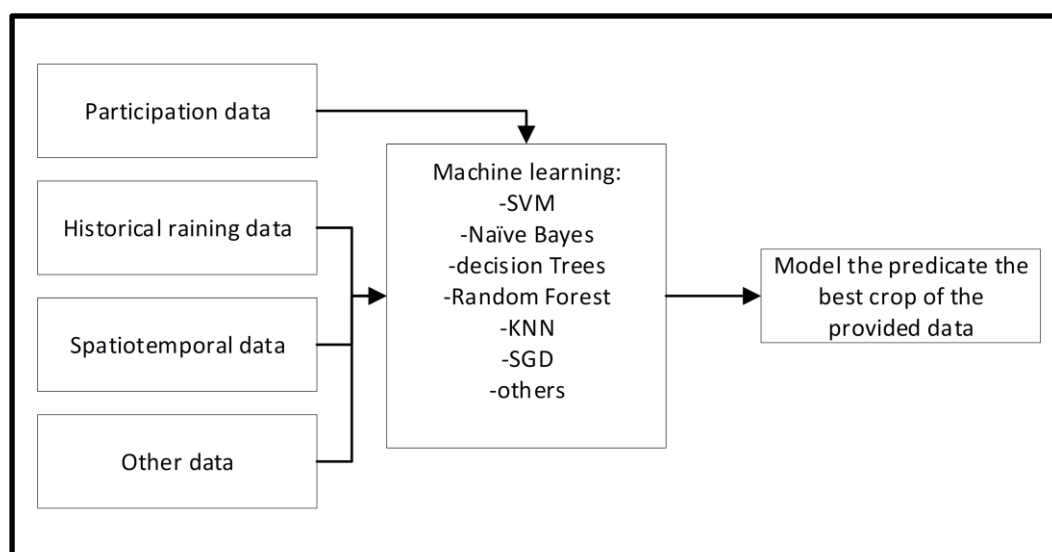 Participation data
Historical raining data
Spatiotemporal data
Other data
Machine learning:
-SVM
-Naïve Bayes
-decision Trees
-Random Forest
-KNN
-SGD
-others
Model the predicate the
best crop of the
provided data